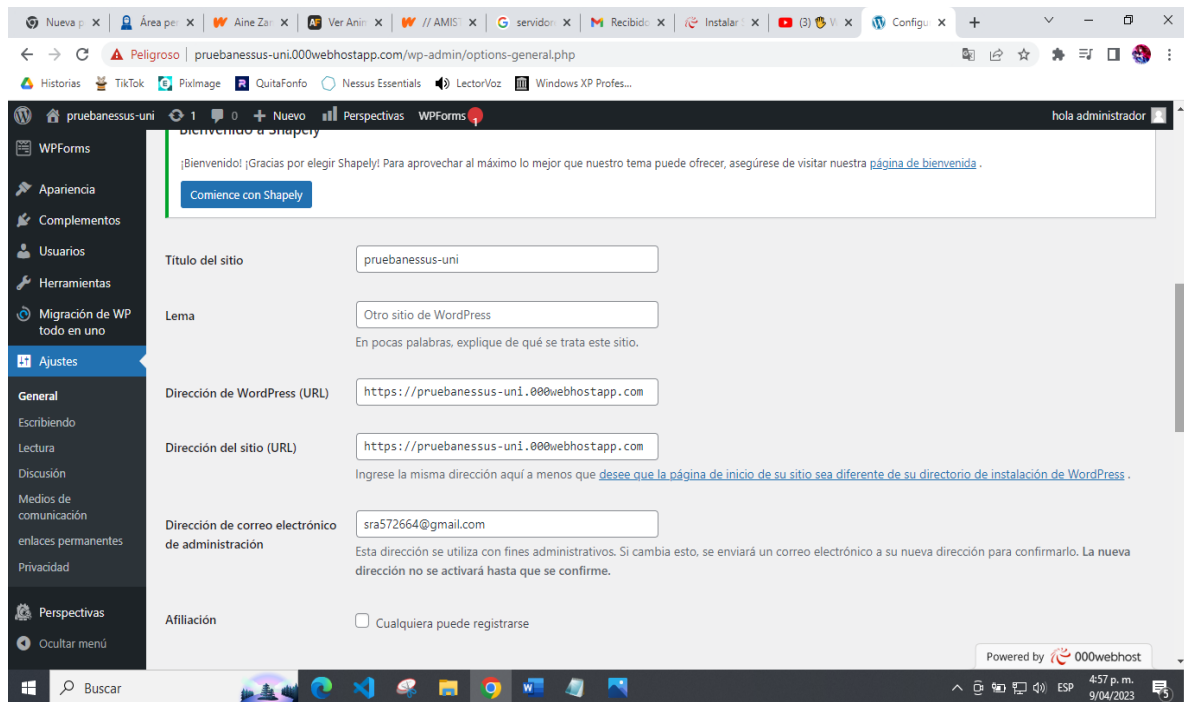 Nueva p
Área per
Aine Zar
Ver Anim
// AMIST
servidor
Recibido
Instalar S
(3)
Configu
Peligroso
pruebanessus-uni.000webhostapp.com/wp-admin/options-general.php
Historias
TikTok
PixImage
QuitaFonfo
Nessus Essentials
LectorVoz
Windows XP Profes...
pruebanessus-uni
1
0
Nuevo
Perspectivas
WPForms
1
hola administrador
WPForms
Apariencia
Complementos
Usuarios
Herramientas
Migración de WP
todo en uno
Ajustes
General
Escribiendo
Lectura
Discusión
Medios de
comunicación
enlaces permanentes
Privacidad
Perspectivas
Ocultar menú
Bienvenido a Shapely
¡Bienvenido! ¡Gracias por elegir Shapely! Para aprovechar al máximo lo mejor que nuestro tema puede ofrecer, asegúrese de visitar nuestra página de bienvenida .
Comience con Shapely
Título del sitio
pruebanessus-uni
Lema
Otro sitio de WordPress
En pocas palabras, explique de qué se trata este sitio.
Dirección de WordPress (URL)
https://pruebanessus-uni.000webhostapp.com
Dirección del sitio (URL)
https://pruebanessus-uni.000webhostapp.com
Ingrese la misma dirección aquí a menos que desee que la página de inicio de su sitio sea diferente de su directorio de instalación de WordPress .
Dirección de correo electrónico
de administración
sra572664@gmail.com
Esta dirección se utiliza con fines administrativos. Si cambia esto, se enviará un correo electrónico a su nueva dirección para confirmarlo. La nueva
dirección no se activará hasta que se confirme.
Afiliación
Cualquiera puede registrarse
Powered by 000webhost
Buscar
ESP
4:57 p. m.
9/04/2023
5